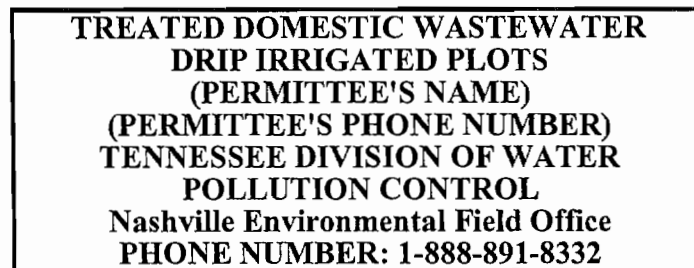 TREATED DOMESTIC WASTEWATER
DRIP IRRIGATED PLOTS
(PERMITTEE'S NAME)
(PERMITTEE'S PHONE NUMBER)
TENNESSEE DIVISION OF WATER
POLLUTION CONTROL
Nashville Environmental Field Office
PHONE NUMBER: 1-888-891-8332